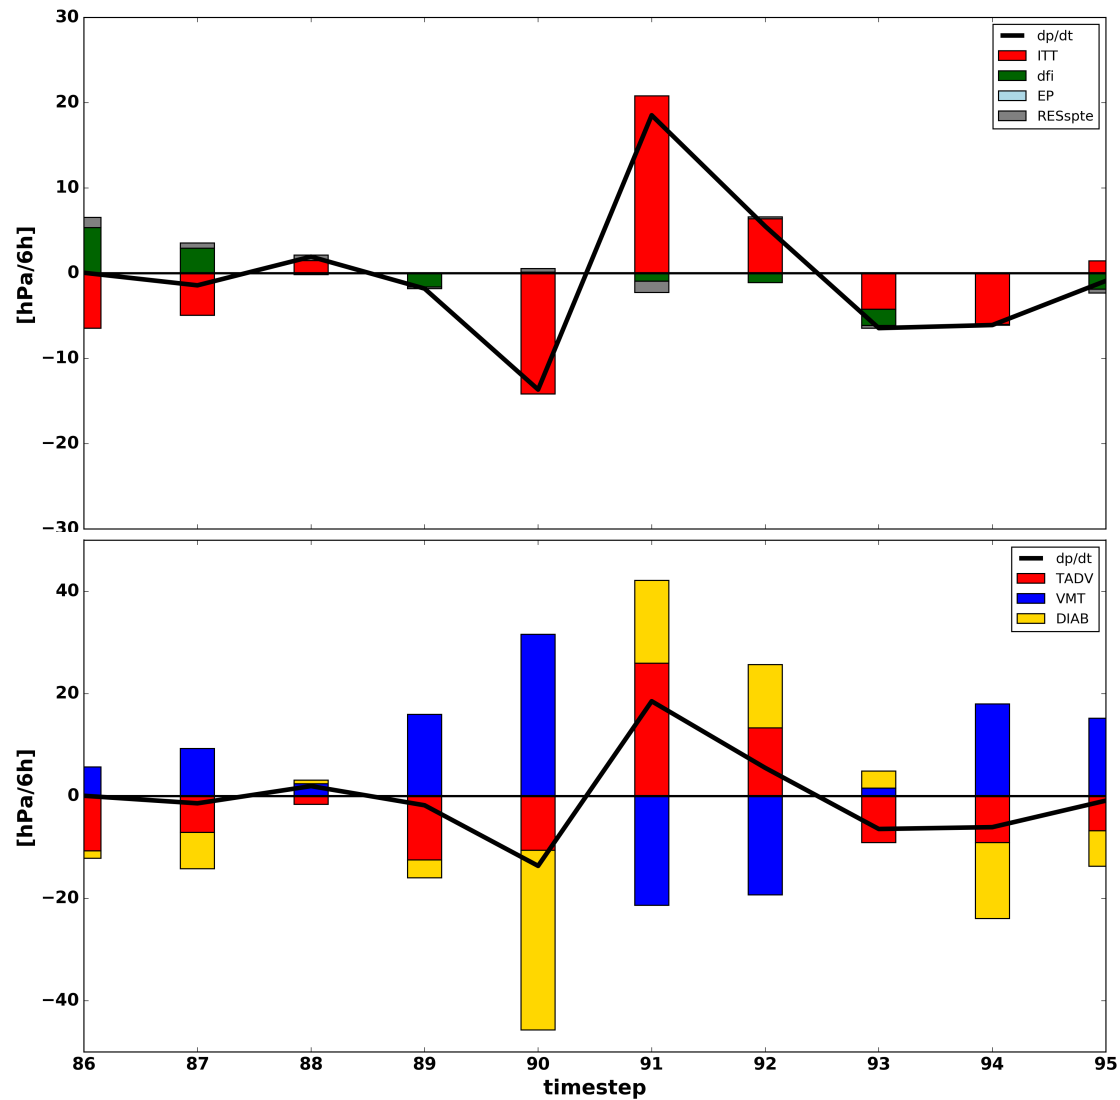 30
20
10
0
−10
−20
−30
[hPa/6h]
dp/dt
ITT
dfi
EP
RESspte
40
20
0
−20
−40
[hPa/6h]
dp/dt
TADV
VMT
DIAB
86 87 88 89 90 91 92 93 94 95
timestep